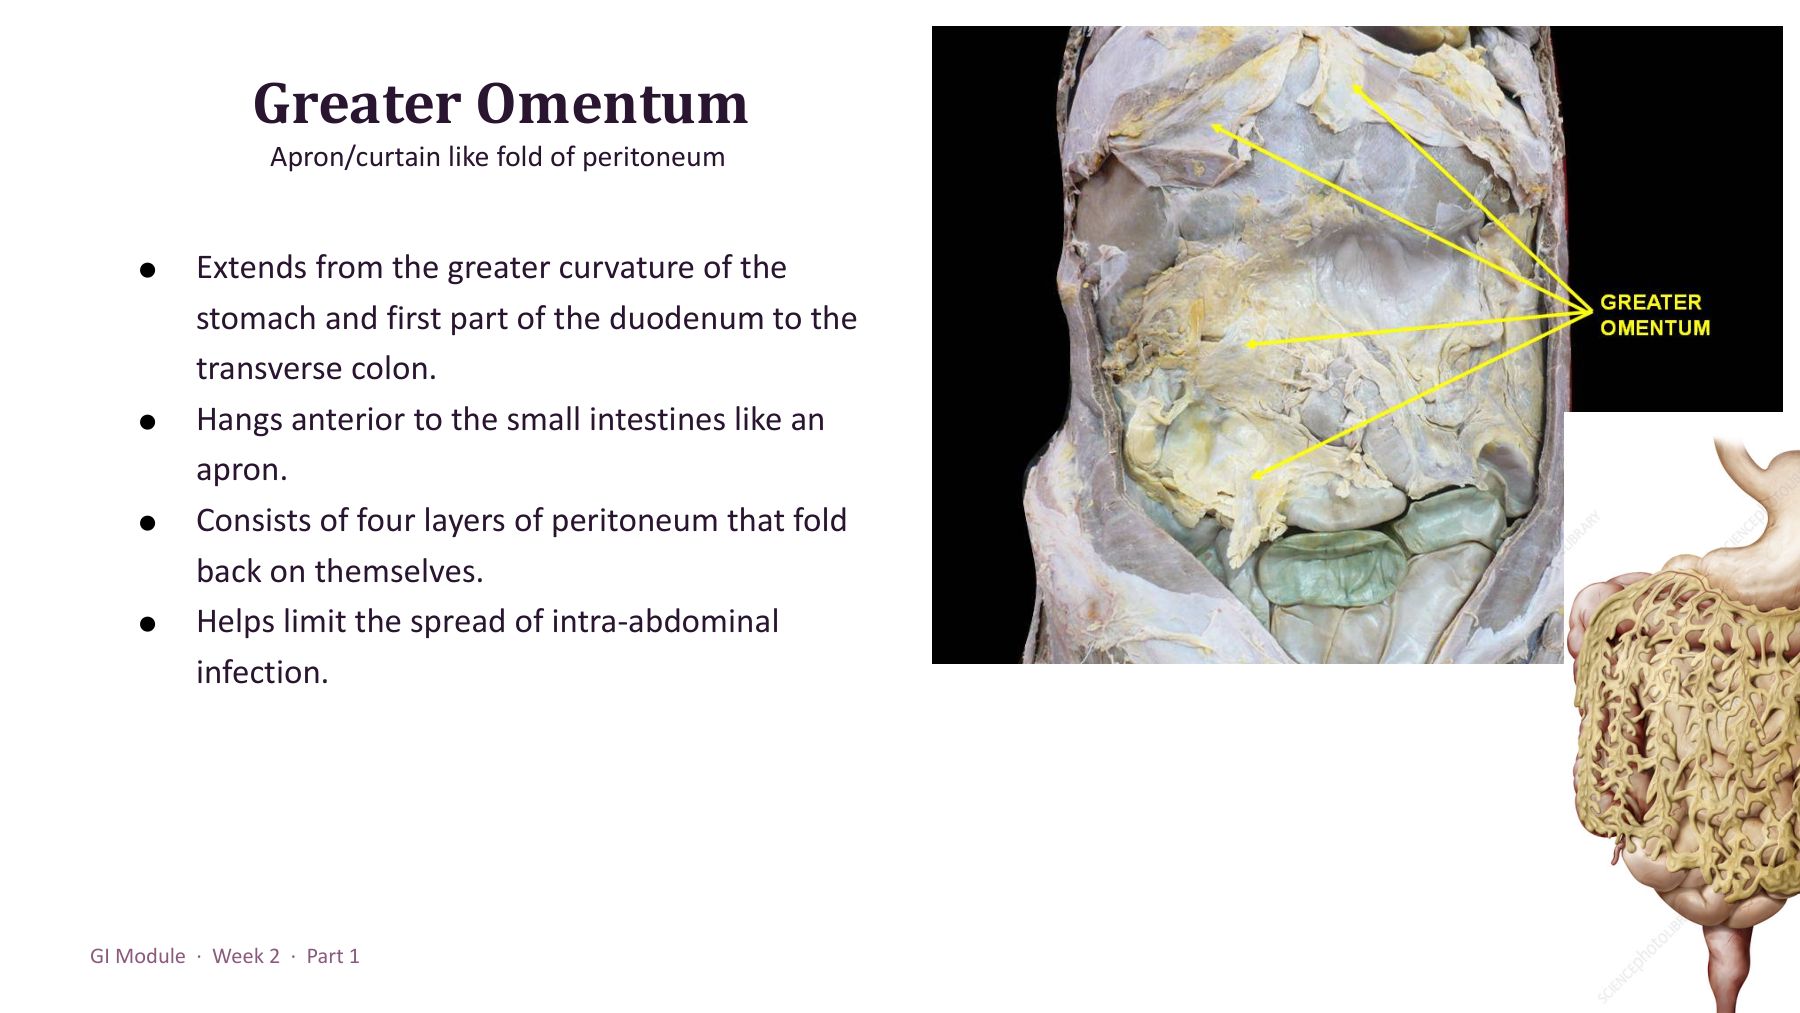 Greater Omentum
Apron/curtain like fold of peritoneum
● Extends from the greater curvature of the
stomach and first part of the duodenum to the
transverse colon.
● Hangs anterior to the small intestines like an
apron.
● Consists of four layers of peritoneum that fold
back on themselves.
● Helps limit the spread of intra-abdominal
infection.
GREATER
OMENTUM
LIBRARY
GI Module · Week 2 · Part 1